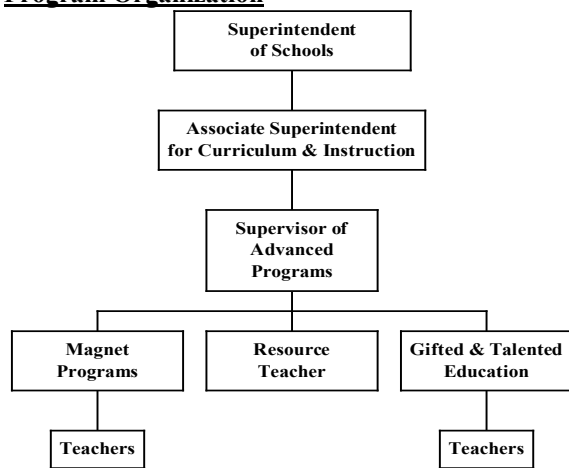 Program Organization
Superintendent
of Schools
Associate Superintendent
for Curriculum & Instruction
Supervisor of
Advanced
Programs
Magnet
Programs
Resource
Teacher
Gifted & Talented
Education
Teachers
Teachers